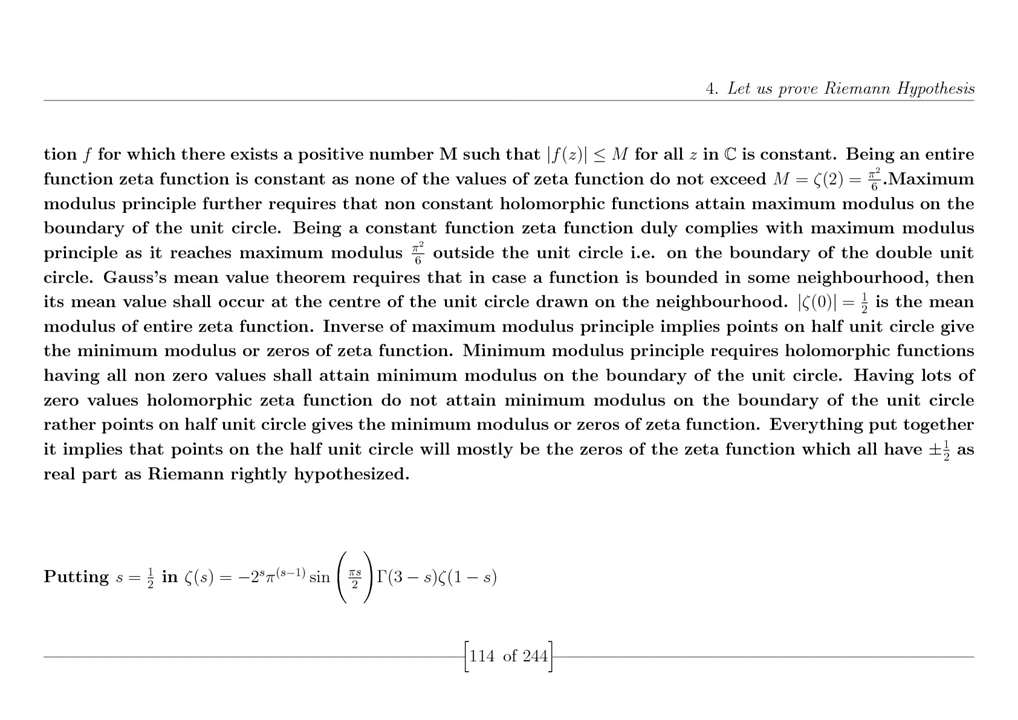 4. Let us prove Riemann Hypothesis
tion f for which there exists a positive number M such that |f(z)| ≤ M for all z in ℂ is constant. Being an entire
function zeta function is constant as none of the values of zeta function do not exceed M = ζ(2) = π²/6.Maximum
modulus principle further requires that non constant holomorphic functions attain maximum modulus on the
boundary of the unit circle. Being a constant function zeta function duly complies with maximum modulus
principle as it reaches maximum modulus π²/6 outside the unit circle i.e. on the boundary of the double unit
circle. Gauss's mean value theorem requires that in case a function is bounded in some neighbourhood, then
its mean value shall occur at the centre of the unit circle drawn on the neighbourhood. |ζ(0)| = 1/2 is the mean
modulus of entire zeta function. Inverse of maximum modulus principle implies points on half unit circle give
the minimum modulus or zeros of zeta function. Minimum modulus principle requires holomorphic functions
having all non zero values shall attain minimum modulus on the boundary of the unit circle. Having lots of
zero values holomorphic zeta function do not attain minimum modulus on the boundary of the unit circle
rather points on half unit circle gives the minimum modulus or zeros of zeta function. Everything put together
it implies that points on the half unit circle will mostly be the zeros of the zeta function which all have ±1/2 as
real part as Riemann rightly hypothesized.
Putting s = 1/2 in ζ(s) = −2^sπ^(s−1) sin(πs/2)Γ(3 − s)ζ(1 − s)
[114 of 244]